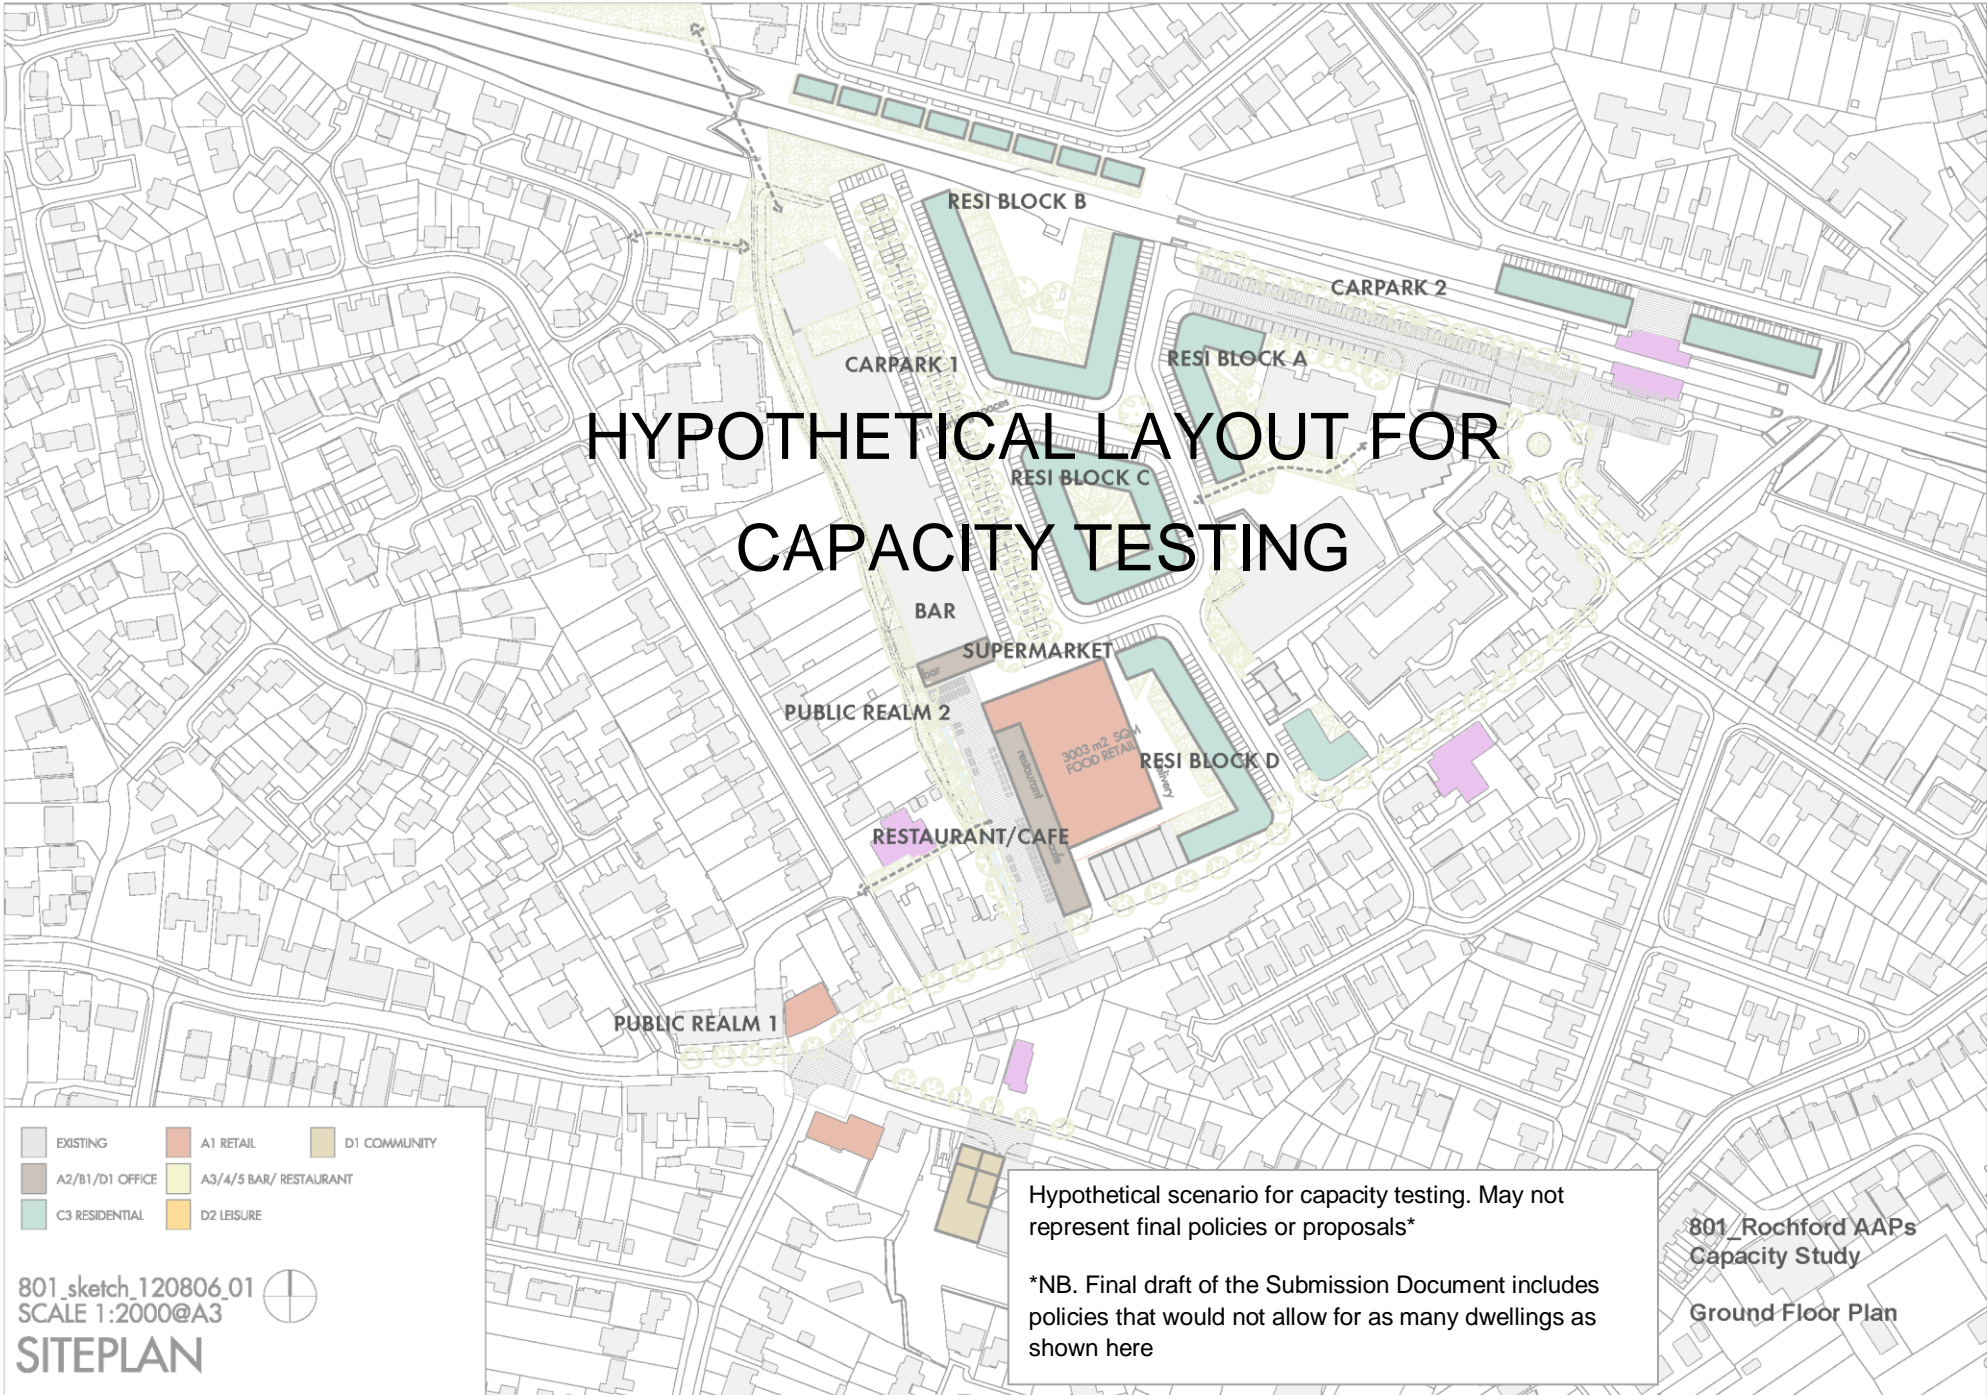 RESI BLOCK B
CARPARK 2
CARPARK 1
RESI BLOCK A
HYPOTHETICAL LAYOUT FOR
RESI BLOCK C
CAPACITY TESTING
BAR
SUPERMARKET
bar
PUBLIC REALM 2
3003 m2 SQM
FOOD RETAIL
restaurant
RESI BLOCK D
RESTAURANT/CAFE
cafe
PUBLIC REALM 1
EXISTING
A1 RETAIL
D1 COMMUNITY
A2/B1/D1 OFFICE
A3/4/5 BAR/ RESTAURANT
C3 RESIDENTIAL
D2 LEISURE
801_sketch_120806_01
SCALE 1:2000@A3
SITEPLAN
Hypothetical scenario for capacity testing. May not
represent final policies or proposals*
*NB. Final draft of the Submission Document includes
policies that would not allow for as many dwellings as
shown here
801_Rochford AAPs
Capacity Study
Ground Floor Plan